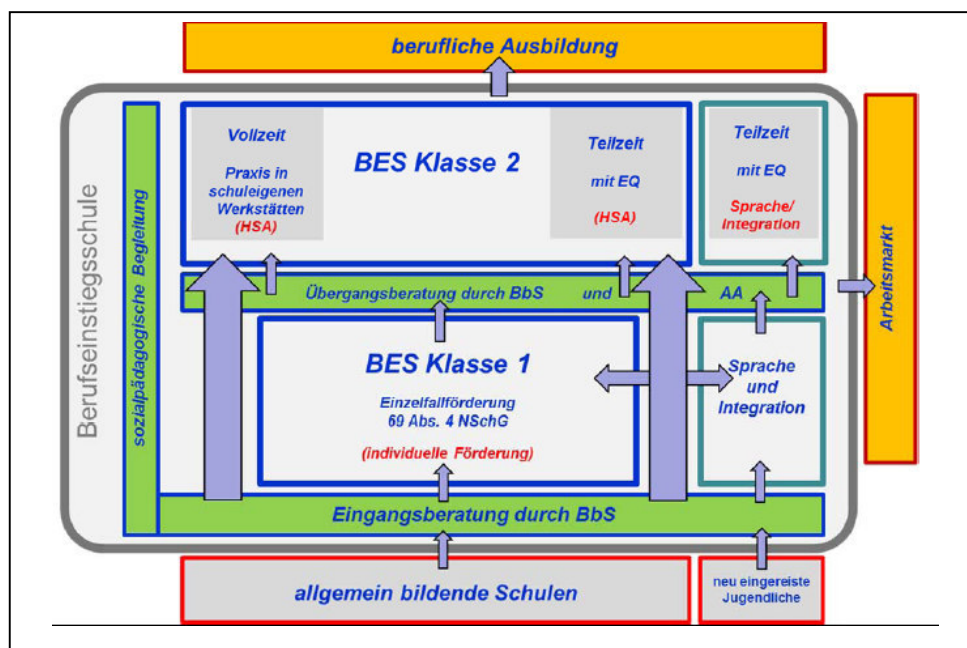 berufliche Ausbildung
Berufseinstiegsschule
sozialpädagogische Begleitung
Vollzeit
Praxis in
schuleigenen
Werkstätten
(HSA)
BES Klasse 2
Teilzeit
mit EQ
(HSA)
Teilzeit
mit EQ
Sprache/
Integration
Arbeitsmarkt
Übergangsberatung durch BbS und AA
BES Klasse 1
Einzelfallförderung
69 Abs. 4 NSchG
(individuelle Förderung)
Sprache
und
Integration
Eingangsberatung durch BbS
allgemein bildende Schulen
neu eingereiste
Jugendliche